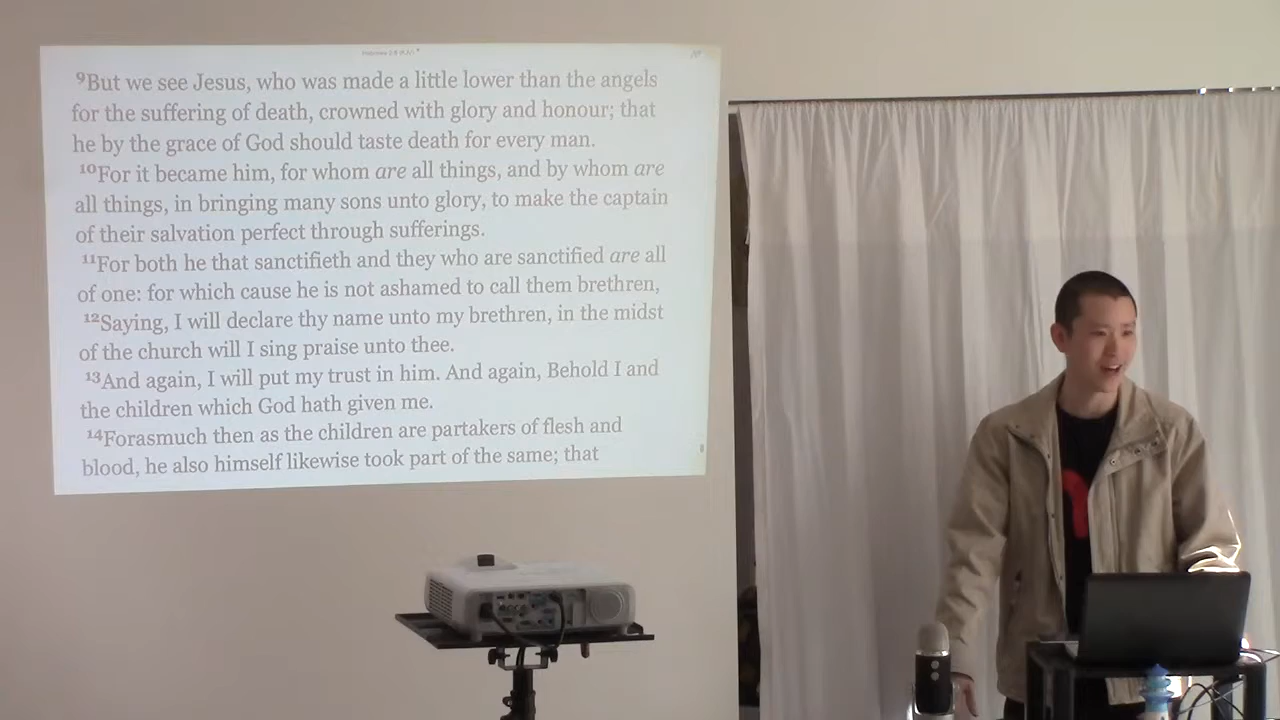 ⁹But we see Jesus, who was made a little lower than the angels
for the suffering of death, crowned with glory and honour; that
he by the grace of God should taste death for every man.
¹⁰For it became him, for whom are all things, and by whom are
all things, in bringing many sons unto glory, to make the captain
of their salvation perfect through sufferings.
¹¹For both he that sanctifieth and they who are sanctified are all
of one: for which cause he is not ashamed to call them brethren,
¹²Saying, I will declare thy name unto my brethren, in the midst
of the church will I sing praise unto thee.
¹³And again, I will put my trust in him. And again, Behold I and
the children which God hath given me.
¹⁴Forasmuch then as the children are partakers of flesh and
blood, he also himself likewise took part of the same; that